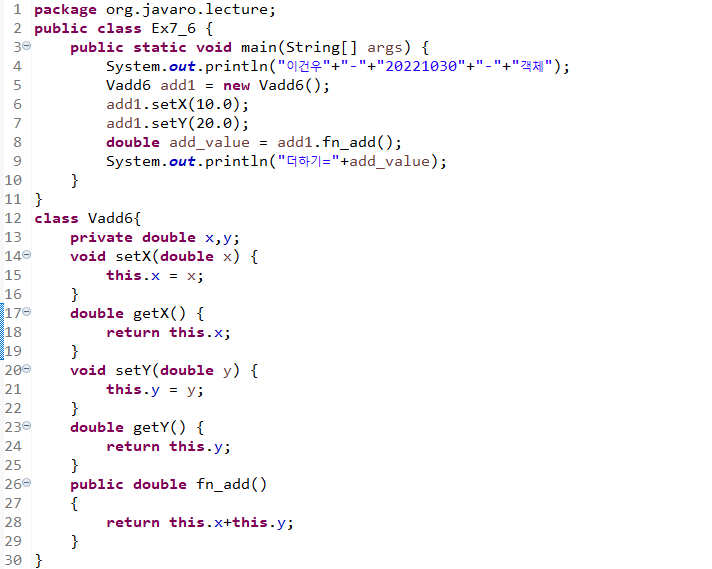 1 package org.javaro.lecture;
2 public class Ex7_6 {
3 public static void main(String[] args) {
4 System.out.println("이건우"+"-"+"20221030"+"-"+"객체");
5 Vadd6 add1 = new Vadd6();
6 add1.setX(10.0);
7 add1.setY(20.0);
8 double add_value = add1.fn_add();
9 System.out.println("더하기="+add_value);
10 }
11 }
12 class Vadd6{
13 private double x,y;
14 void setX(double x) {
15 this.x = x;
16 }
17 double getX() {
18 return this.x;
19 }
20 void setY(double y) {
21 this.y = y;
22 }
23 double getY() {
24 return this.y;
25 }
26 public double fn_add()
27 {
28 return this.x+this.y;
29 }
30 }